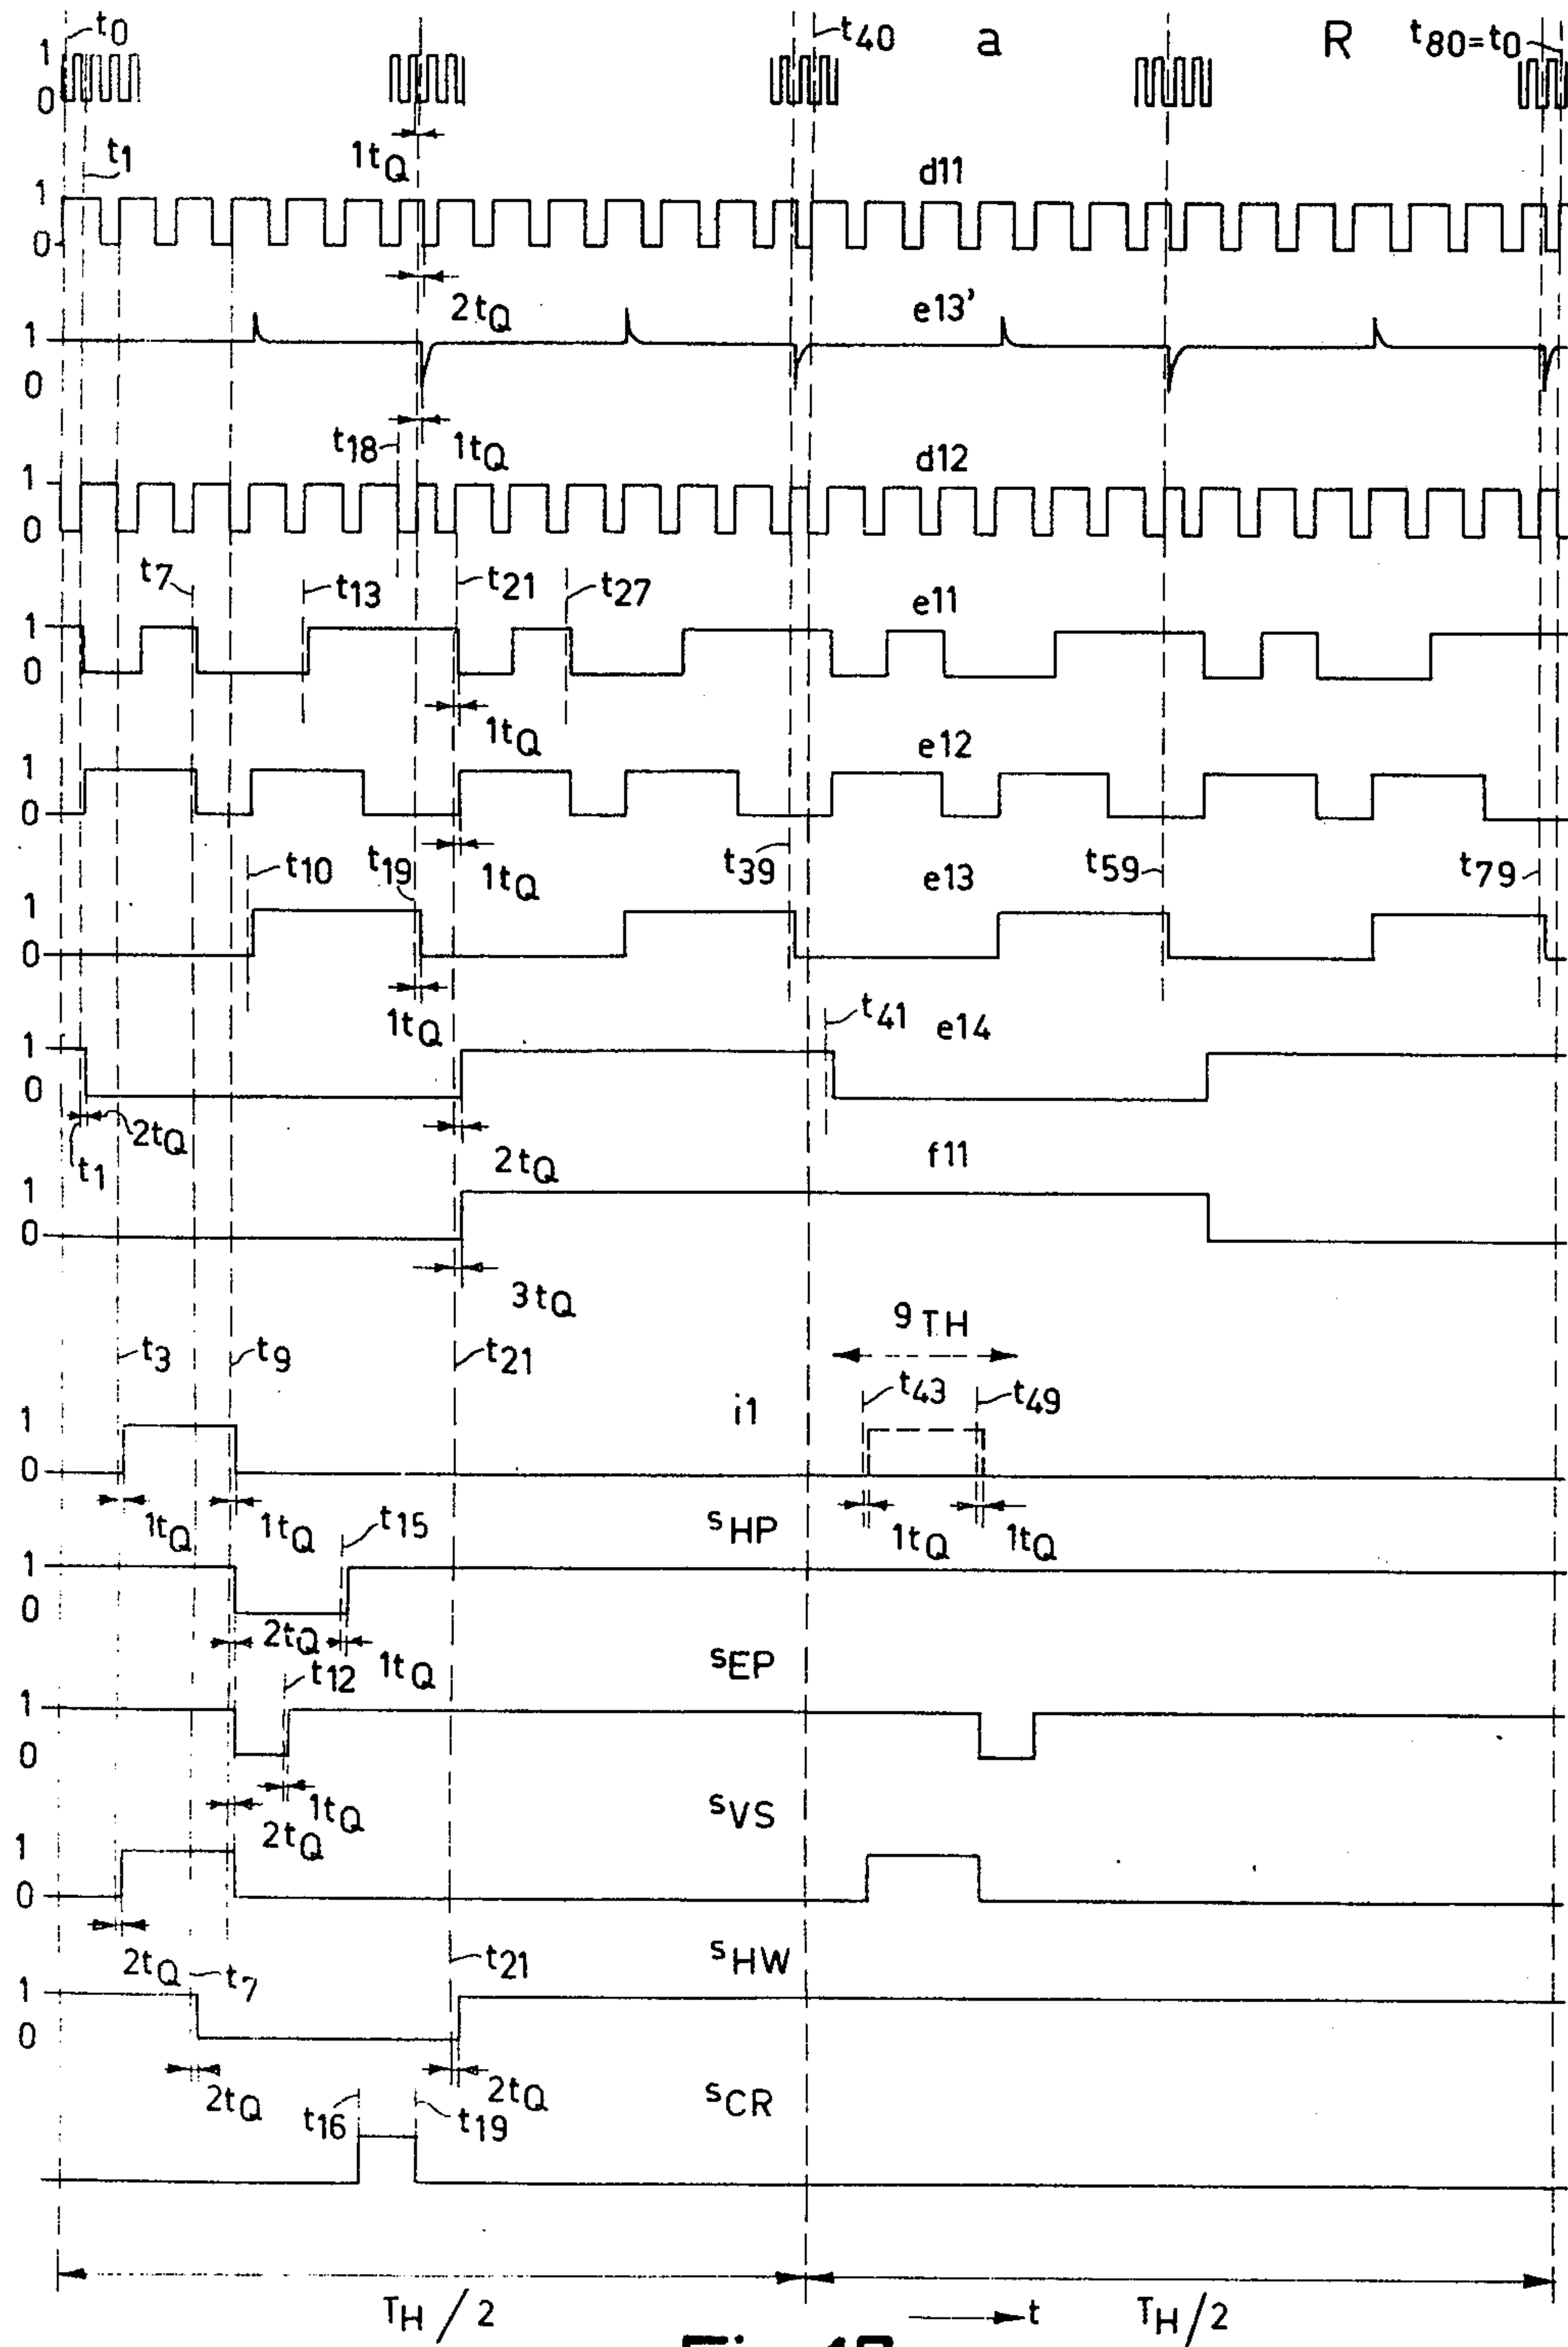 t0 t40 a R t80=t0
1
0
t1 1tQ d11
1
0
2tQ e13'
1
0
t18 1tQ d12
1
0
t7 t13 t21 t27 e11
1
0
1tQ e12
1
0
t10 t19 1tQ t39 e13 t59 t79
1
0
1tQ t41 e14
1
0
t1 2tQ 2tQ f11
1
0
3tQ
9TH
t3 t9 t21 t43 t49
i1
1
0
1tQ 1tQ t15 sHP 1tQ 1tQ
1
0
2tQ t12 1tQ sEP
1
0
1tQ
2tQ sVS
1
0
2tQ t7 t21 sHW
1
0
2tQ t16 t19 2tQ sCR
TH/2 t TH/2